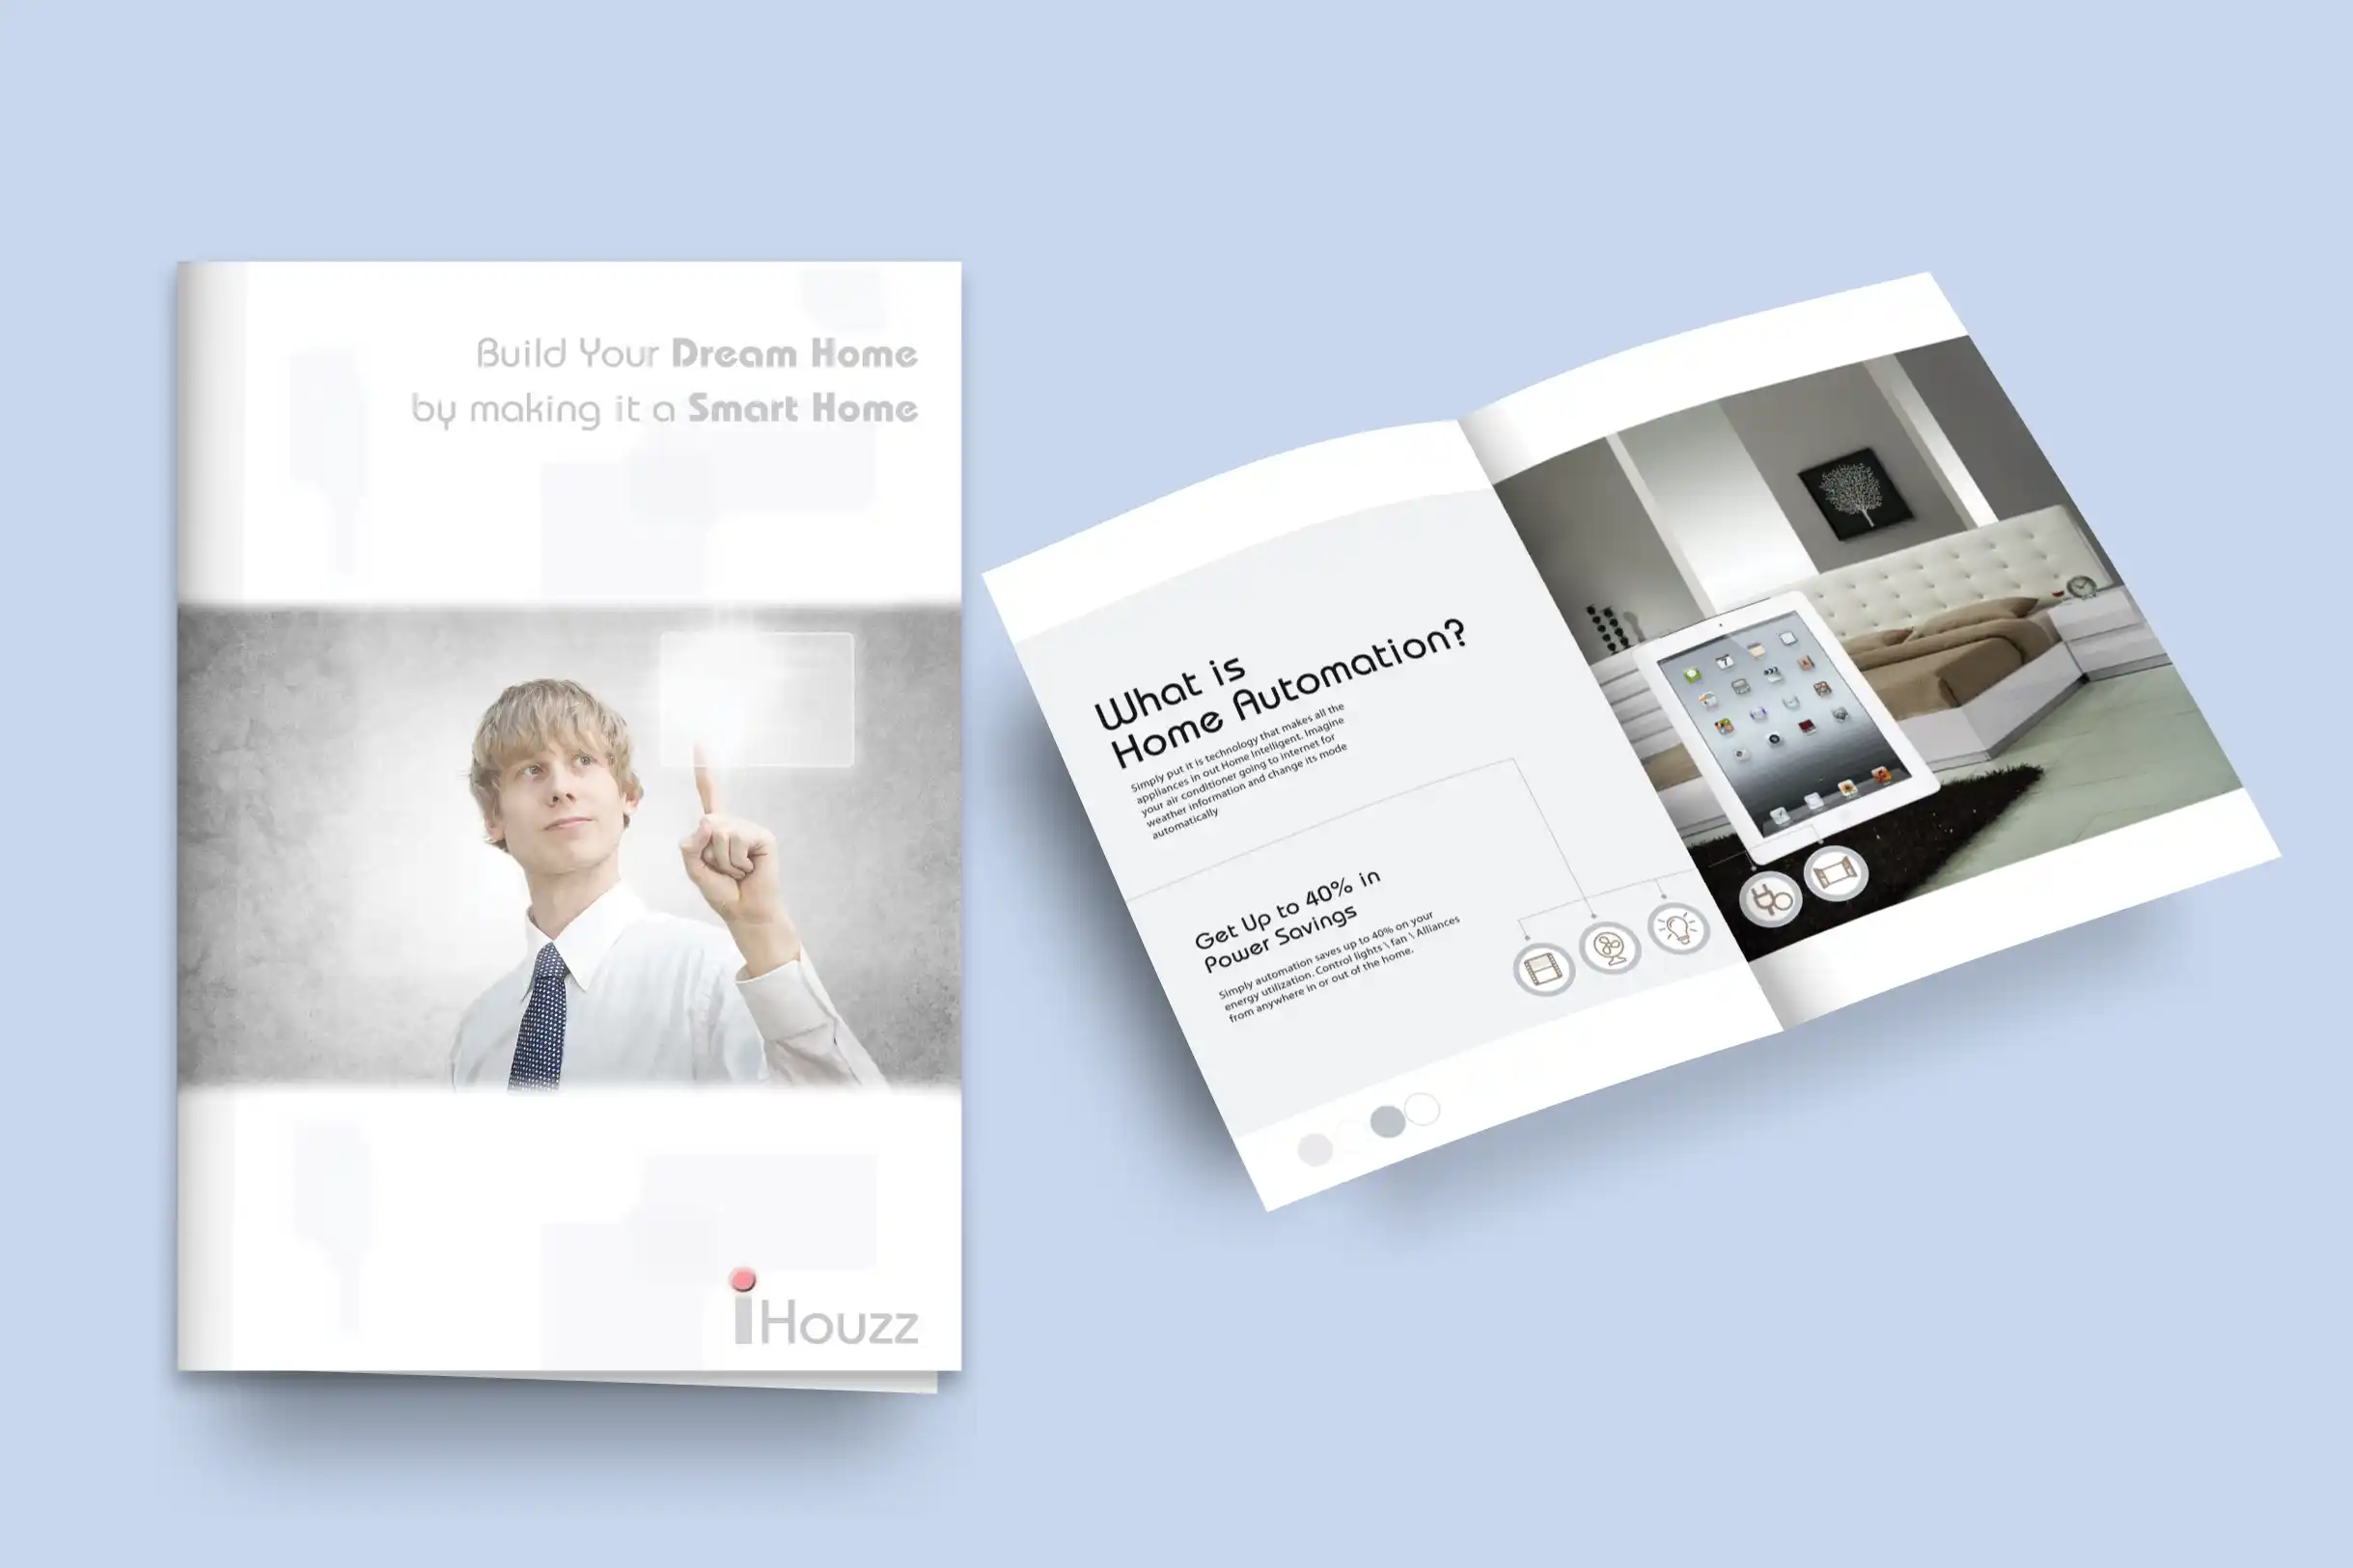 Build Your Dream Home
by making it a Smart Home
iHouzz
What is
Home Automation?
Simply put it is technology that makes all the
appliances in out Home Intelligent. Imagine
your air conditioner going to internet for
weather information and change its mode
automatically
Get Up to 40% in
Power Savings
Simply automation saves up to 40% on your
energy utilization. Control lights \ fan \ Alliances
from anywhere in or out of the home.
7